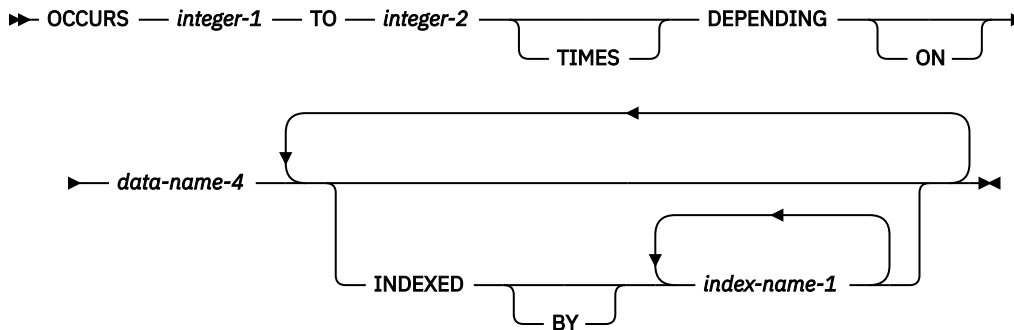 OCCURS integer-1 TO integer-2 DEPENDING
TIMES ON
data-name-4
INDEXED index-name-1
BY